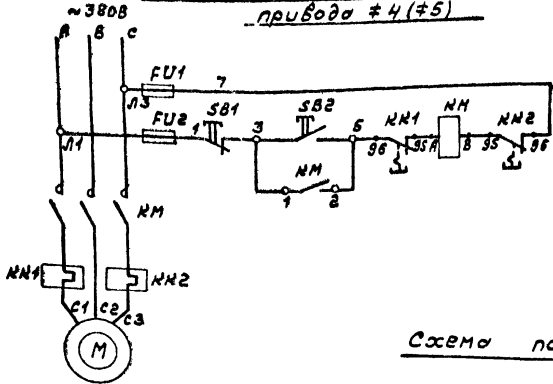 ~380В
привода #4 (#5)
А В С
FU1 7
Л3
SB1 SB2
FU2 1 3 5 КК1 КМ КК2
Л1 96 95 А В 95 96
КМ
1 2
КМ
КК1 КК2
С1 С2 С3
М
Схема по